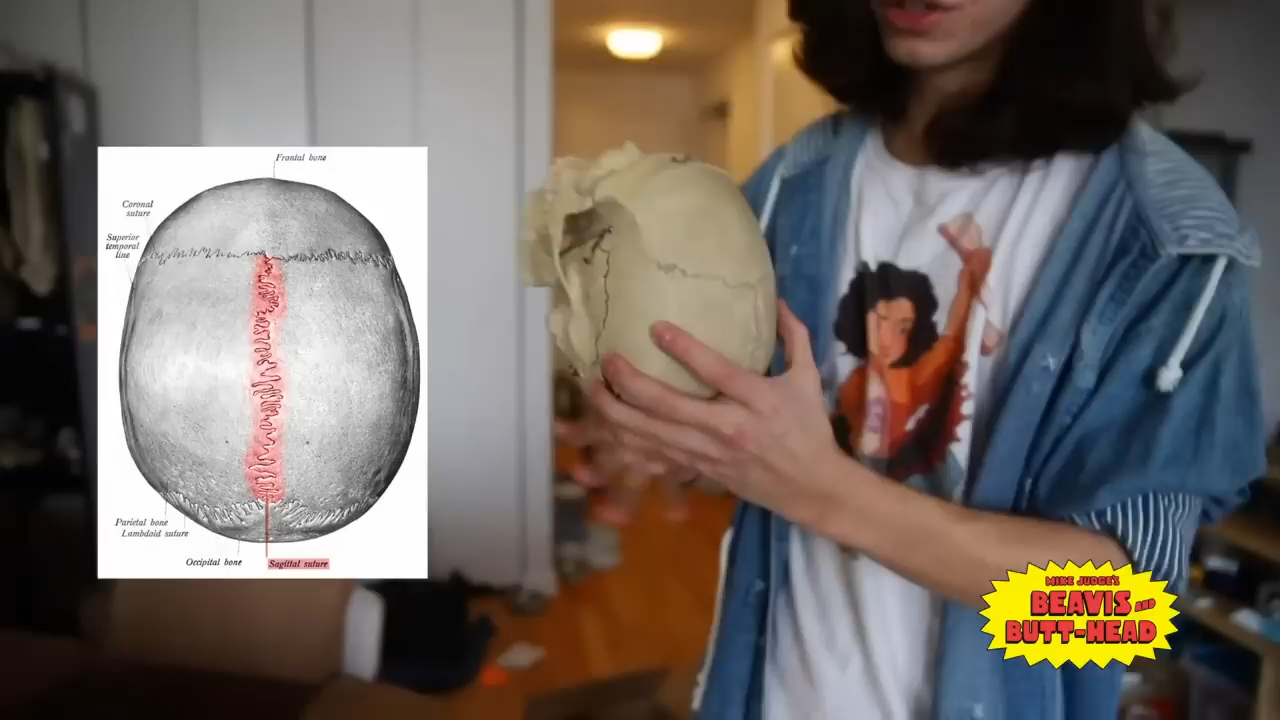 Frontal bone
Coronal
suture
Superior
temporal
line
Parietal bone
Lambdoid suture
Occipital bone
Sagittal suture
MIKE JUDGE'S
BEAVIS AND
BUTT-HEAD